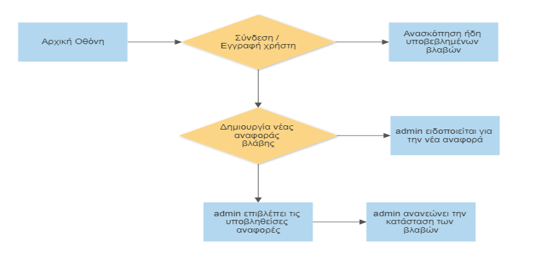 Αρχική Οθόνη
Σύνδεση /
Εγγραφή χρήστη
Ανασκόπηση ήδη
υποβεβλημένων
βλαβών
Δημιουργία νέας
αναφοράς
βλάβης
admin ειδοποιείται για
την νέα αναφορά
admin επιβλέπει τις
υποβληθείσες
αναφορές
admin ανανεώνει την
κατάσταση των
βλαβών